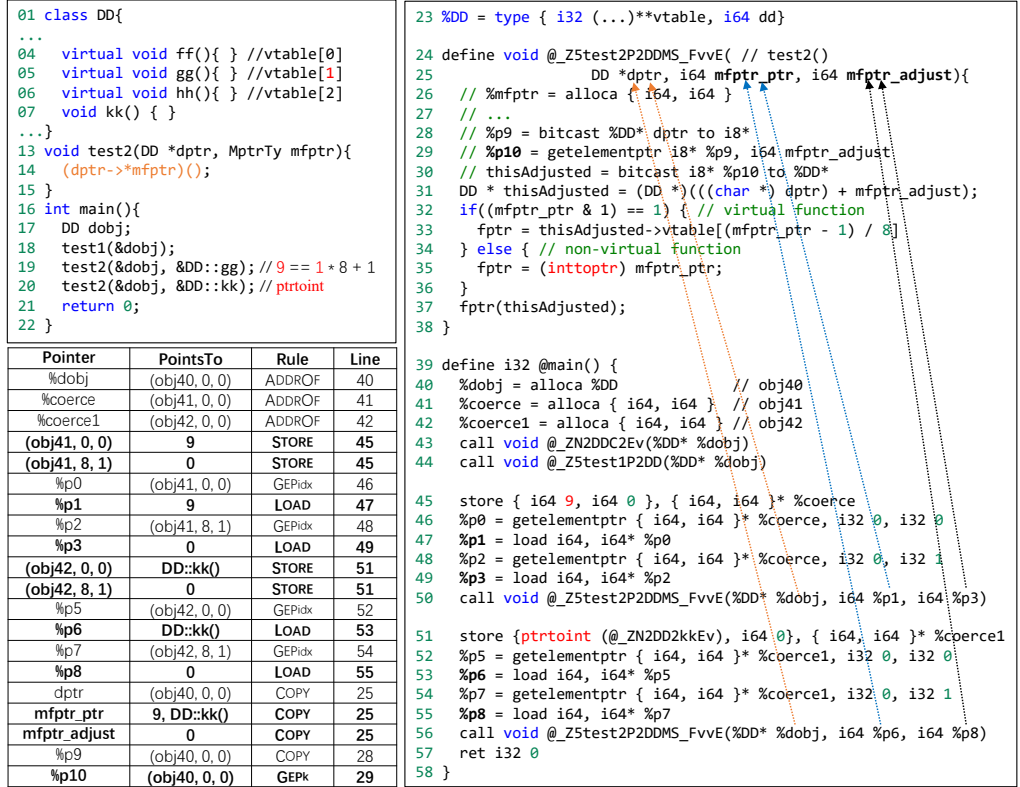 01 class DD{
...
04   virtual void ff(){ } //vtable[0]
05   virtual void gg(){ } //vtable[1]
06   virtual void hh(){ } //vtable[2]
07   void kk() { }
...}
13 void test2(DD *dptr, MptrTy mfptr){
14   (dptr->*mfptr)();
15 }
16 int main(){
17   DD dobj;
18   test1(&dobj);
19   test2(&dobj, &DD::gg); // 9 == 1 * 8 + 1
20   test2(&dobj, &DD::kk); // ptrtoint
21   return 0;
22 }
Pointer PointsTo Rule Line
%dobj (obj40, 0, 0) ADDROF 40
%coerce (obj41, 0, 0) ADDROF 41
%coerce1 (obj42, 0, 0) ADDROF 42
(obj41, 0, 0) 9 STORE 45
(obj41, 8, 1) 0 STORE 45
%p0 (obj41, 0, 0) GEPidx 46
%p1 9 LOAD 47
%p2 (obj41, 8, 1) GEPidx 48
%p3 0 LOAD 49
(obj42, 0, 0) DD::kk() STORE 51
(obj42, 8, 1) 0 STORE 51
%p5 (obj42, 0, 0) GEPidx 52
%p6 DD::kk() LOAD 53
%p7 (obj42, 8, 1) GEPidx 54
%p8 0 LOAD 55
dptr (obj40, 0, 0) COPY 25
mfptr_ptr 9, DD::kk() COPY 25
mfptr_adjust 0 COPY 25
%p9 (obj40, 0, 0) COPY 28
%p10 (obj40, 0, 0) GEPk 29
23 %DD = type { i32 (...)**vtable, i64 dd}
24 define void @_Z5test2P2DDMS_FvvE( // test2()
25                 DD *dptr, i64 mfptr_ptr, i64 mfptr_adjust){
26   // %mfptr = alloca { i64, i64 }
27   // ...
28   // %p9 = bitcast %DD* dptr to i8*
29   // %p10 = getelementptr i8* %p9, i64 mfptr_adjust
30   // thisAdjusted = bitcast i8* %p10 to %DD*
31   DD * thisAdjusted = (DD *)(((char *) dptr) + mfptr_adjust);
32   if((mfptr_ptr & 1) == 1) { // virtual function
33     fptr = thisAdjusted->vtable[(mfptr_ptr - 1) / 8]
34   } else { // non-virtual function
35     fptr = (inttoptr) mfptr_ptr;
36   }
37   fptr(thisAdjusted);
38 }
39 define i32 @main() {
40   %dobj = alloca %DD               // obj40
41   %coerce = alloca { i64, i64 }  // obj41
42   %coerce1 = alloca { i64, i64 } // obj42
43   call void @_ZN2DDC2Ev(%DD* %dobj)
44   call void @_Z5test1P2DD(%DD* %dobj)
45   store { i64 9, i64 0 }, { i64, i64 }* %coerce
46   %p0 = getelementptr { i64, i64 }* %coerce, i32 0, i32 0
47   %p1 = load i64, i64* %p0
48   %p2 = getelementptr { i64, i64 }* %coerce, i32 0, i32 1
49   %p3 = load i64, i64* %p2
50   call void @_Z5test2P2DDMS_FvvE(%DD* %dobj, i64 %p1, i64 %p3)
51   store {ptrtoint (@_ZN2DD2kkEv), i64 0}, { i64, i64 }* %coerce1
52   %p5 = getelementptr { i64, i64 }* %coerce1, i32 0, i32 0
53   %p6 = load i64, i64* %p5
54   %p7 = getelementptr { i64, i64 }* %coerce1, i32 0, i32 1
55   %p8 = load i64, i64* %p7
56   call void @_Z5test2P2DDMS_FvvE(%DD* %dobj, i64 %p6, i64 %p8)
57   ret i32 0
58 }